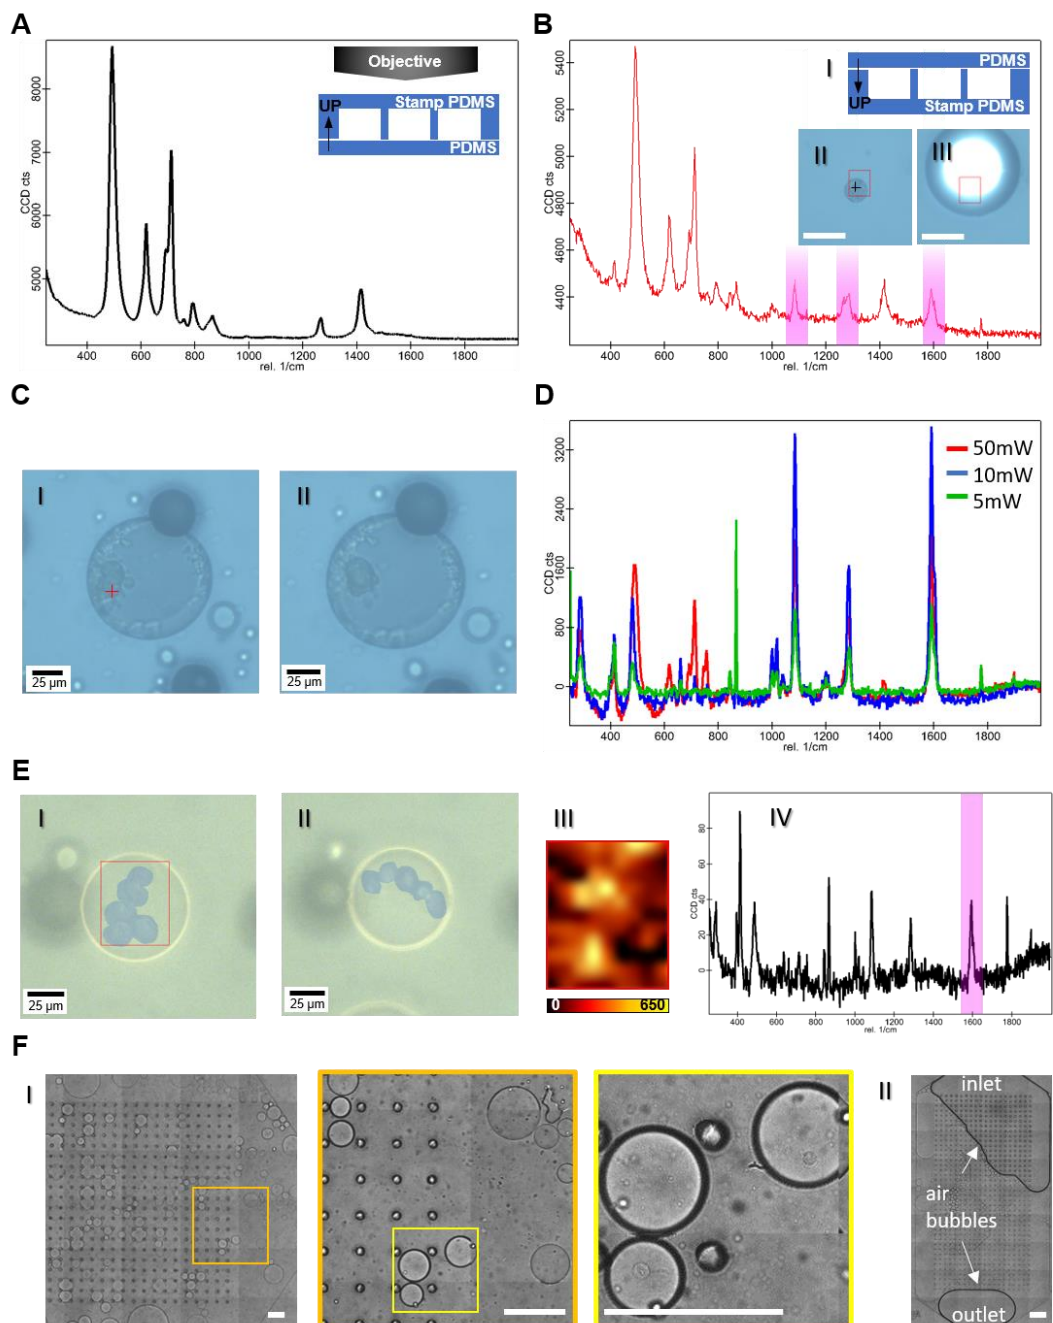 A
8000
7000
6000
5000
CCD cts
400 600 800 1000 1200 1400 1600 1800
rel. 1/cm
Objective
UP
Stamp PDMS
PDMS
B
5400
5200
5000
4800
4600
4400
CCD cts
400 600 800 1000 1200 1400 1600 1800
rel. 1/cm
I
PDMS
UP
Stamp PDMS
II
III
C
I
25 µm
II
25 µm
D
3200
2400
1600
800
0
CCD cts
400 600 800 1000 1200 1400 1600 1800
rel. 1/cm
50mW
10mW
5mW
E
I
25 µm
II
25 µm
III
0 650
IV
80
60
40
20
0
CCD cts
400 600 800 1000 1200 1400 1600 1800
rel. 1/cm
F
I
II
inlet
air
bubbles
outlet